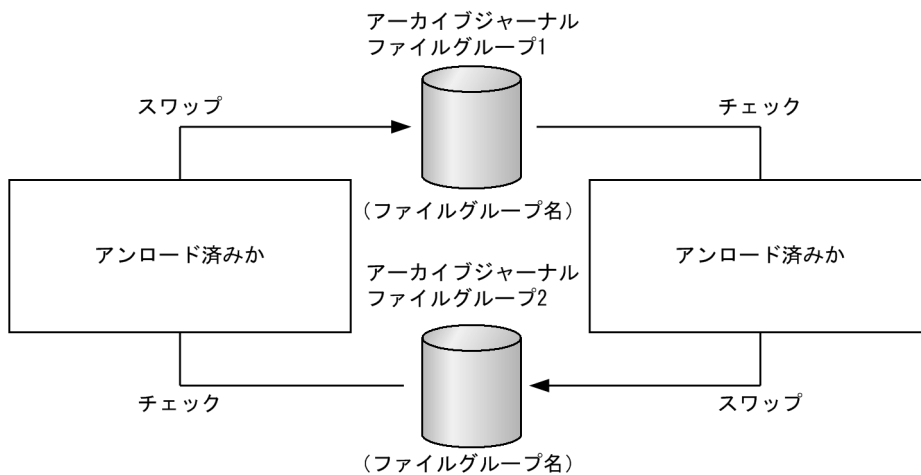 アーカイブジャーナル
ファイルグループ1
スワップ
チェック
（ファイルグループ名）
アンロード済みか
アンロード済みか
アーカイブジャーナル
ファイルグループ2
チェック
スワップ
（ファイルグループ名）